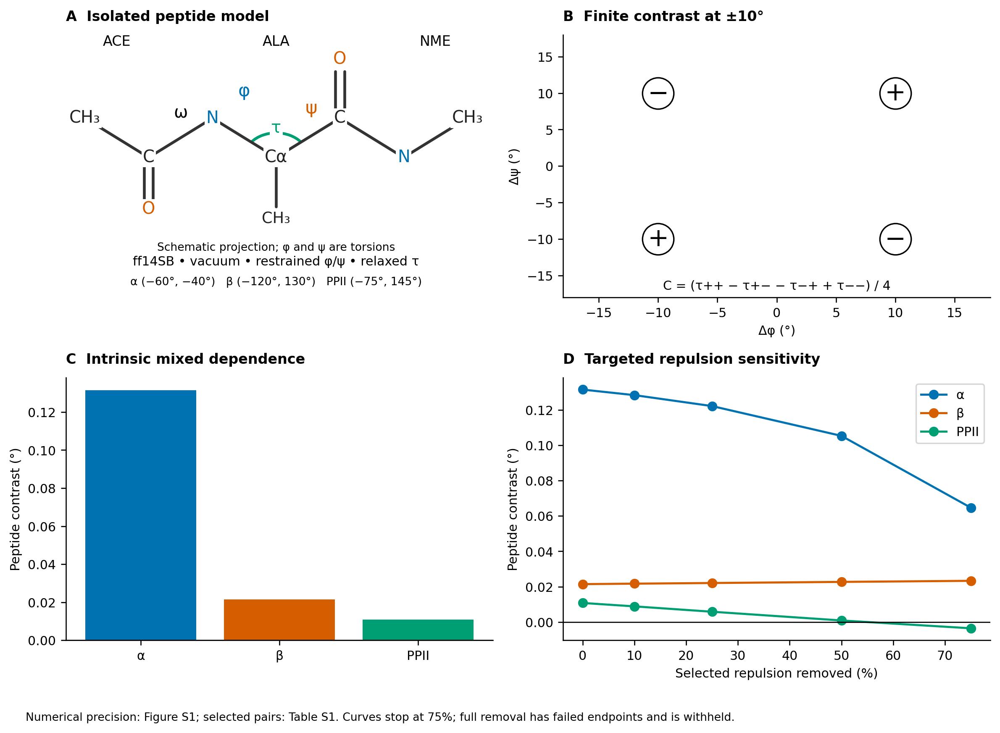 A Isolated peptide model
ACE ALA NME
O
φ
ω ψ
CH₃ N C CH₃
τ
C Cα N
O
CH₃
Schematic projection; φ and ψ are torsions
ff14SB • vacuum • restrained φ/ψ • relaxed τ
α (−60°, −40°) β (−120°, 130°) PPII (−75°, 145°)
B Finite contrast at ±10°
Δψ (°)
15
10
5
0
−5
−10
−15
− +
+ −
C = (τ++ − τ+− − τ−+ + τ−−) / 4
−15 −10 −5 0 5 10 15
Δφ (°)
C Intrinsic mixed dependence
Peptide contrast (°)
0.12
0.10
0.08
0.06
0.04
0.02
0.00
α β PPII
D Targeted repulsion sensitivity
Peptide contrast (°)
0.12
0.10
0.08
0.06
0.04
0.02
0.00
α
β
PPII
0 10 20 30 40 50 60 70
Selected repulsion removed (%)
Numerical precision: Figure S1; selected pairs: Table S1. Curves stop at 75%; full removal has failed endpoints and is withheld.